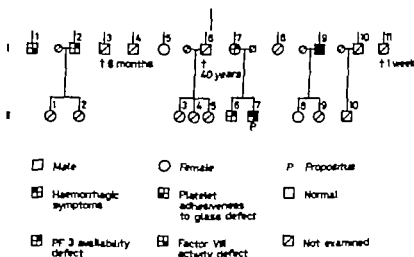 1 2 3 4 5 6 7 8 9 10 11
I
† 8 months
† 40 years
† 1 week
1 2 3 4 5 6 7 8 9 10
II
P
Male
Female
P Propositus
Haemorrhagic symptoms
Platelet adhesiveness to glass defect
Normal
PF 3 availability defect
Factor VIII activity defect
Not examined